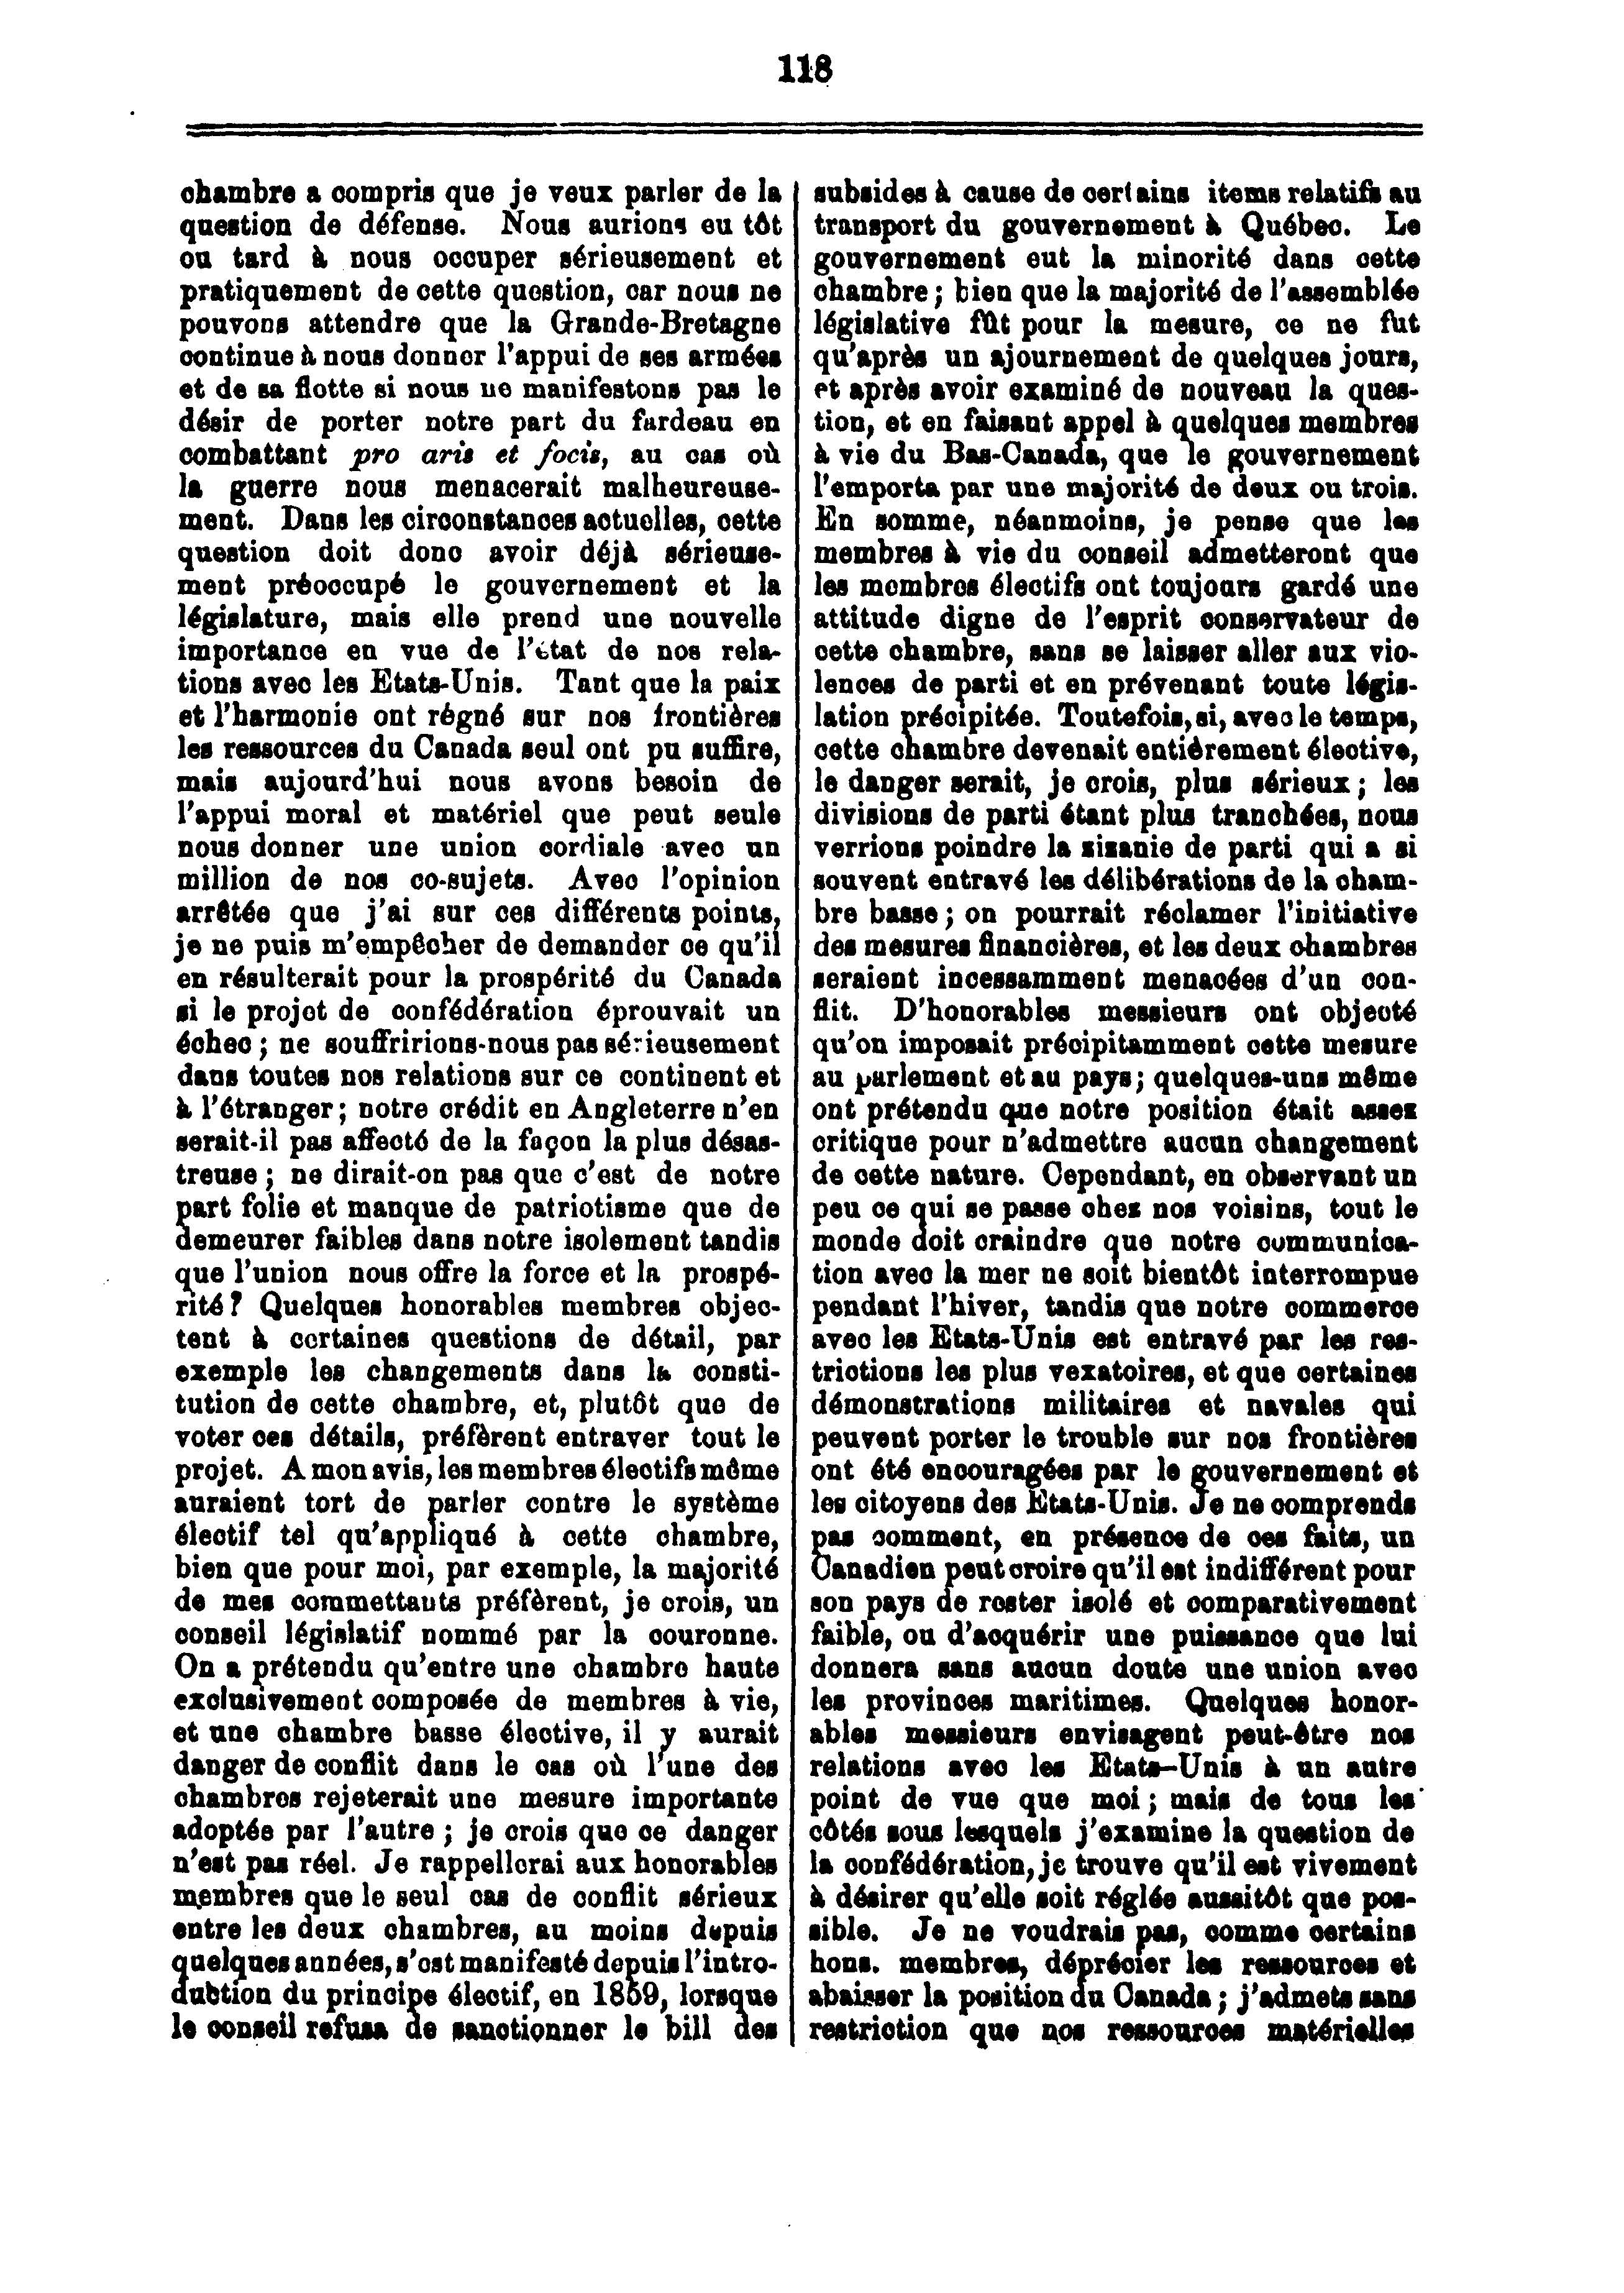 118
chambre a compris que je veux parler de la
question de défense. Nous aurions eu tôt
ou tard à nous occuper sérieusement et
pratiquement de cette question, car nous ne
pouvons attendre que la Grande-Bretagne
continue à nous donner l'appui de ses armées
et de sa flotte si nous ne manifestons pas le
désir de porter notre part du fardeau en
combattant pro aris et focis, au cas où
la guerre nous menacerait malheureuse-
ment. Dans les circonstances actuelles, cette
question doit donc avoir déjà sérieuse-
ment préoccupé le gouvernement et la
législature, mais elle prend une nouvelle
importance en vue de l'état de nos rela-
tions avec les Etats-Unis. Tant que la paix
et l'harmonie ont régné sur nos frontières
les ressources du Canada seul ont pu suffire,
mais aujourd'hui nous avons besoin de
l'appui moral et matériel que peut seule
nous donner une union cordiale avec un
million de nos co-sujets. Avec l'opinion
arrêtée que j'ai sur ces différents points,
je ne puis m'empêcher de demander ce qu'il
en résulterait pour la prospérité du Canada
si le projet de confédération éprouvait un
échec ; ne souffririons-nous pas sérieusement
dans toutes nos relations sur ce continent et
à l'étranger ; notre crédit en Angleterre n'en
serait-il pas affecté de la façon la plus désas-
treuse ; ne dirait-on pas que c'est de notre
part folie et manque de patriotisme que de
demeurer faibles dans notre isolement tandis
que l'union nous offre la force et la prospé-
rité ? Quelques honorables membres objec-
tent à certaines questions de détail, par
exemple les changements dans la consti-
tution de cette chambre, et, plutôt que de
voter ces détails, préfèrent entraver tout le
projet. A mon avis, les membres électifs même
auraient tort de parler contre le système
électif tel qu'appliqué à cette chambre,
bien que pour moi, par exemple, la majorité
de mes commettants préfèrent, je crois, un
conseil législatif nommé par la couronne.
On a prétendu qu'entre une chambre haute
exclusivement composée de membres à vie,
et une chambre basse élective, il y aurait
danger de conflit dans le cas où l'une des
chambres rejeterait une mesure importante
adoptée par l'autre ; je crois que ce danger
n'est pas réel. Je rappellerai aux honorables
membres que le seul cas de conflit sérieux
entre les deux chambres, au moins depuis
quelques années, s'est manifesté depuis l'intro-
duction du principe électif, en 1859, lorsque
le conseil refusa de sanctionner le bill des
subsides à cause de certains items relatifs au
transport du gouvernement à Québec. Le
gouvernement eut la minorité dans cette
chambre ; bien que la majorité de l'assemblée
législative fût pour la mesure, ce ne fut
qu'après un ajournement de quelques jours,
et après avoir examiné de nouveau la ques-
tion, et en faisant appel à quelques membres
à vie du Bas-Canada, que le gouvernement
l'emporta par une majorité de deux ou trois.
En somme, néanmoins, je pense que les
membres à vie du conseil admetteront que
les membres électifs ont toujours gardé une
attitude digne de l'esprit conservateur de
cette chambre, sans se laisser aller aux vio-
lences de parti et en prévenant toute légis-
lation précipitée. Toutefois, si, avec le temps,
cette chambre devenait entièrement élective,
le danger serait, je crois, plus sérieux ; les
divisions de parti étant plus tranchées, nous
verrions poindre la zizanie de parti qui a si
souvent entravé les délibérations de la cham-
bre basse ; on pourrait réclamer l'initiative
des mesures financières, et les deux chambres
seraient incessamment menacées d'un con-
flit. D'honorables messieurs ont objecté
qu'on imposait précipitamment cette mesure
au parlement et au pays ; quelques-uns même
ont prétendu que notre position était assez
critique pour n'admettre aucun changement
de cette nature. Cependant, en observant un
peu ce qui se passe chez nos voisins, tout le
monde doit craindre que notre communica-
tion avec la mer ne soit bientôt interrompue
pendant l'hiver, tandis que notre commerce
avec les Etats-Unis est entravé par les res-
trictions les plus vexatoires, et que certaines
démonstrations militaires et navales qui
peuvent porter le trouble sur nos frontières
ont été encouragées par le gouvernement et
les citoyens des Etats-Unis. Je ne comprends
pas comment, en présence de ces faits, un
Canadien peut croire qu'il est indifférent pour
son pays de rester isolé et comparativement
faible, ou d'acquérir une puissance que lui
donnera sans aucun doute une union avec
les provinces maritimes. Quelques honor-
ables messieurs envisagent peut-être nos
relations avec les Etats-Unis à un autre
point de vue que moi ; mais de tous les
côtés sous lesquels j'examine la question de
la confédération, je trouve qu'il est vivement
à désirer qu'elle soit réglée aussitôt que pos-
sible. Je ne voudrais pas, comme certains
hons. membres, déprécier les ressources et
abaisser la position du Canada ; j'admets sans
restriction que nos ressources matérielles